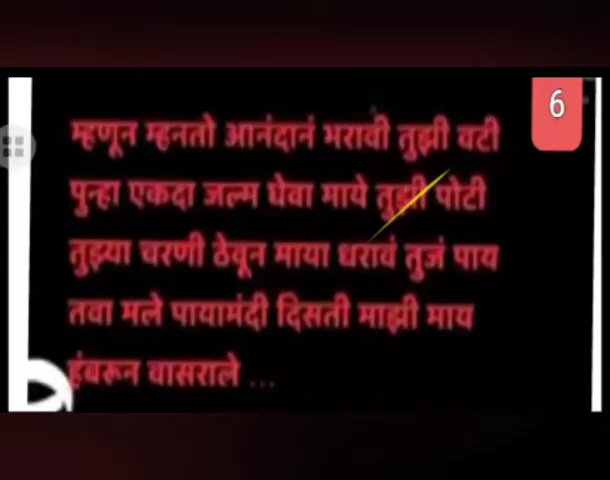 6
म्हणून म्हनतो आनंदानं भरावी तुझी वटी
पुन्हा एकदा जल्म घेवा माये तुझी पोटी
तुझ्या चरणी ठेवून माया धरावं तुजं पाय
तवा मले पायामंदी दिसती माझी माय
हंबरून वासराले ...